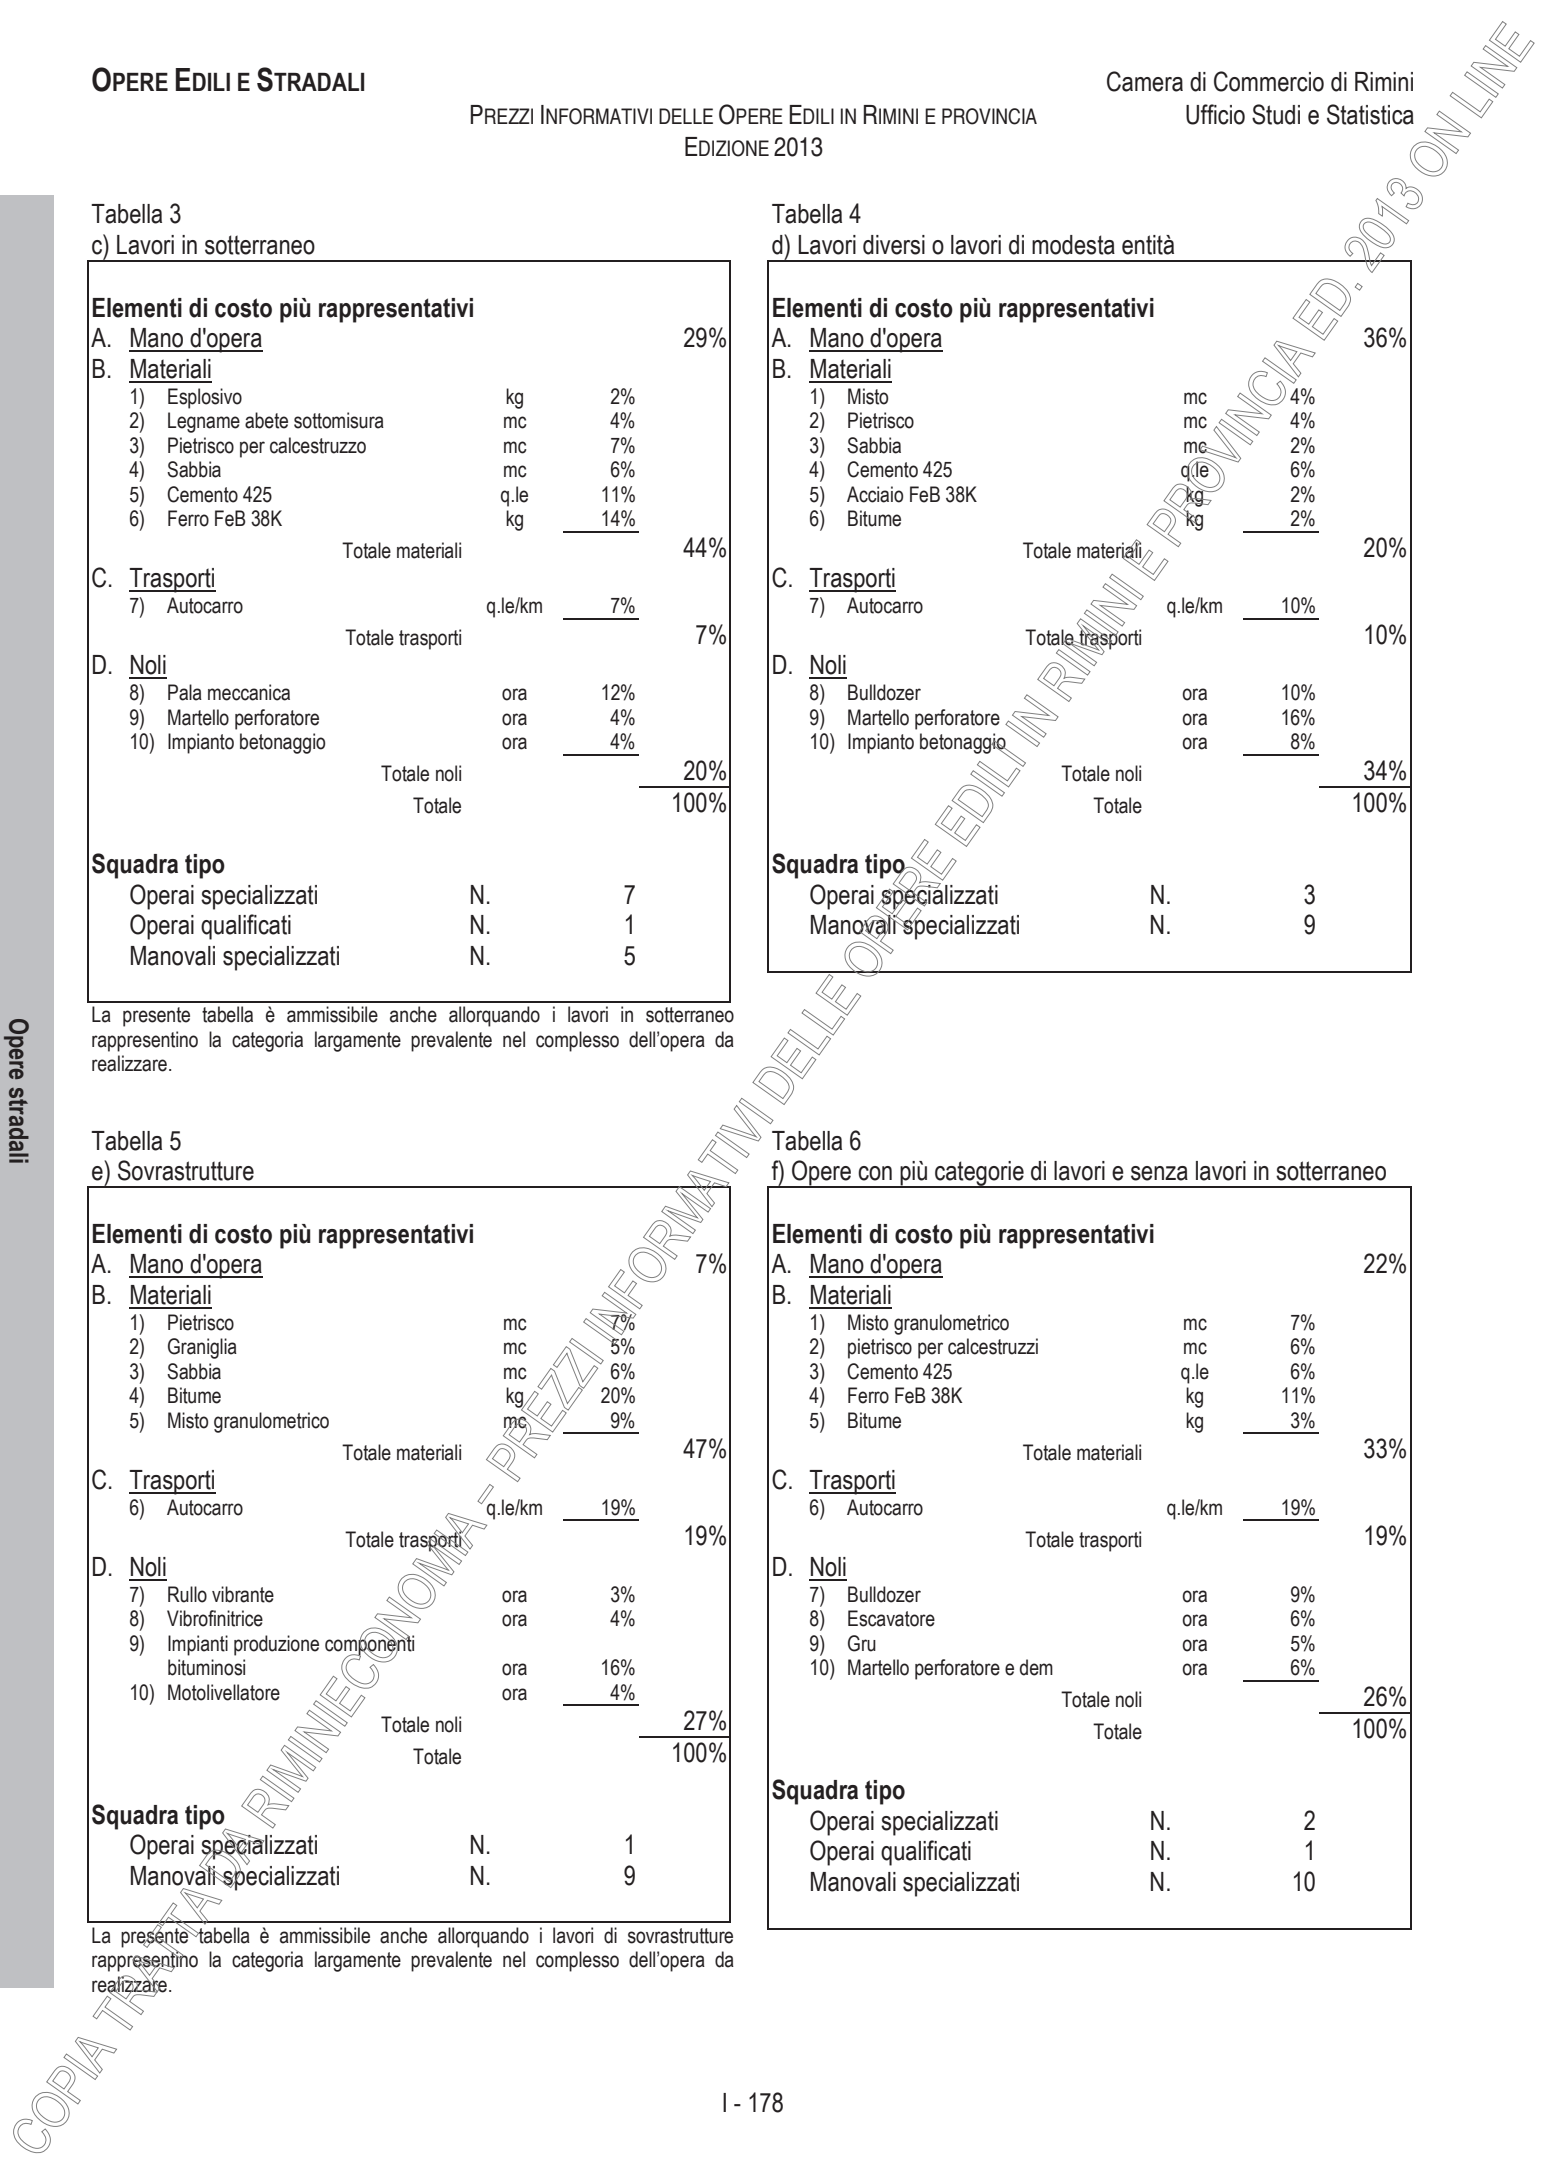 OPERE EDILI E STRADALI
Camera di Commercio di Rimini
PREZZI INFORMATIVI DELLE OPERE EDILI IN RIMINI E PROVINCIA
Ufficio Studi e Statistica
EDIZIONE 2013
Tabella 3
c) Lavori in sotterraneo
Elementi di costo più rappresentativi
A. Mano d'opera 29%
B. Materiali
1) Esplosivo kg 2%
2) Legname abete sottomisura mc 4%
3) Pietrisco per calcestruzzo mc 7%
4) Sabbia mc 6%
5) Cemento 425 q.le 11%
6) Ferro FeB 38K kg 14%
Totale materiali 44%
C. Trasporti
7) Autocarro q.le/km 7%
Totale trasporti 7%
D. Noli
8) Pala meccanica ora 12%
9) Martello perforatore ora 4%
10) Impianto betonaggio ora 4%
Totale noli 20%
Totale 100%
Squadra tipo
Operai specializzati N. 7
Operai qualificati N. 1
Manovali specializzati N. 5
La presente tabella è ammissibile anche allorquando i lavori in sotterraneo
rappresentino la categoria largamente prevalente nel complesso dell'opera da
realizzare.
Tabella 4
d) Lavori diversi o lavori di modesta entità
Elementi di costo più rappresentativi
A. Mano d'opera 36%
B. Materiali
1) Misto mc 4%
2) Pietrisco mc 4%
3) Sabbia mc 2%
4) Cemento 425 q.le 6%
5) Acciaio FeB 38K kg 2%
6) Bitume kg 2%
Totale materiali 20%
C. Trasporti
7) Autocarro q.le/km 10%
Totale trasporti 10%
D. Noli
8) Bulldozer ora 10%
9) Martello perforatore ora 16%
10) Impianto betonaggio ora 8%
Totale noli 34%
Totale 100%
Squadra tipo
Operai specializzati N. 3
Manovali specializzati N. 9
Tabella 5
e) Sovrastrutture
Elementi di costo più rappresentativi
A. Mano d'opera 7%
B. Materiali
1) Pietrisco mc 7%
2) Graniglia mc 5%
3) Sabbia mc 6%
4) Bitume kg 20%
5) Misto granulometrico mc 9%
Totale materiali 47%
C. Trasporti
6) Autocarro q.le/km 19%
Totale trasporti 19%
D. Noli
7) Rullo vibrante ora 3%
8) Vibrofinitrice ora 4%
9) Impianti produzione componenti
bituminosi ora 16%
10) Motolivellatore ora 4%
Totale noli 27%
Totale 100%
Squadra tipo
Operai specializzati N. 1
Manovali specializzati N. 9
La presente tabella è ammissibile anche allorquando i lavori di sovrastrutture
rappresentino la categoria largamente prevalente nel complesso dell'opera da
realizzare.
Tabella 6
f) Opere con più categorie di lavori e senza lavori in sotterraneo
Elementi di costo più rappresentativi
A. Mano d'opera 22%
B. Materiali
1) Misto granulometrico mc 7%
2) pietrisco per calcestruzzi mc 6%
3) Cemento 425 q.le 6%
4) Ferro FeB 38K kg 11%
5) Bitume kg 3%
Totale materiali 33%
C. Trasporti
6) Autocarro q.le/km 19%
Totale trasporti 19%
D. Noli
7) Bulldozer ora 9%
8) Escavatore ora 6%
9) Gru ora 5%
10) Martello perforatore e dem ora 6%
Totale noli 26%
Totale 100%
Squadra tipo
Operai specializzati N. 2
Operai qualificati N. 1
Manovali specializzati N. 10
Opere stradali
I - 178
COPIA TRATTA DA RIMINIECONOMIA – PREZZI INFORMATIVI DELLE OPERE EDILI IN RIMINI E PROVINCIA ED. 2013 ON LINE